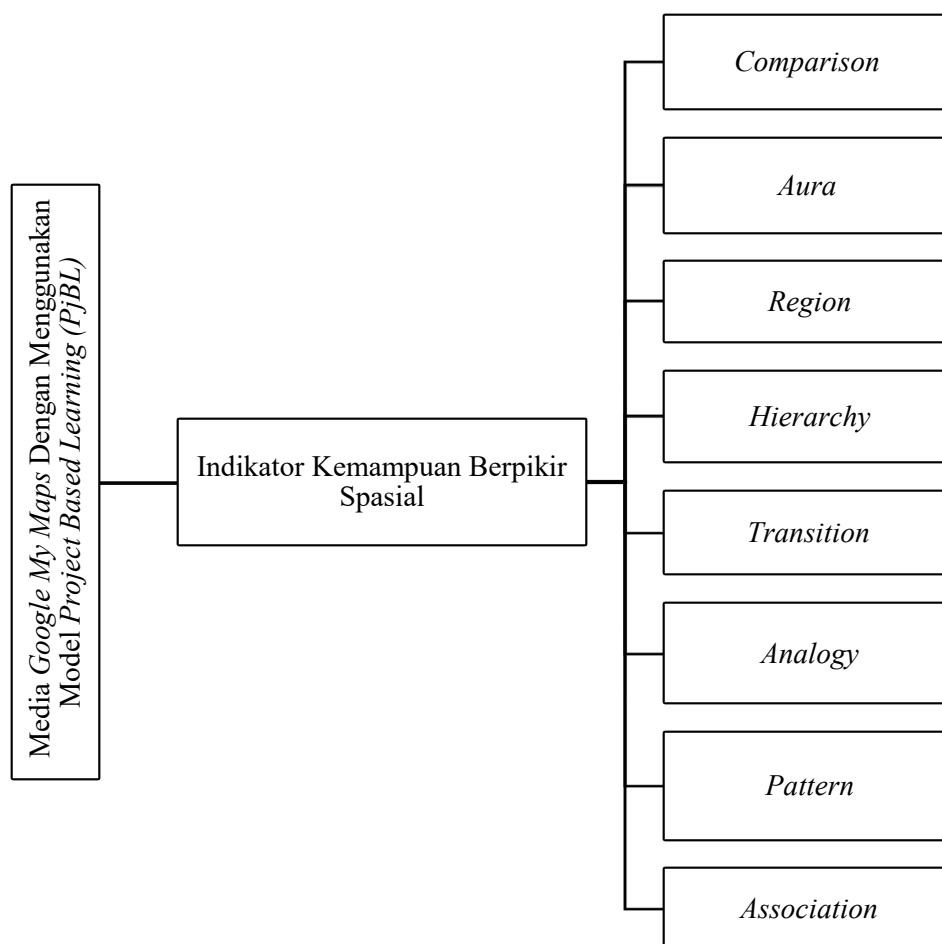 Media Google My Maps Dengan Menggunakan
Model Project Based Learning (PjBL)
Indikator Kemampuan Berpikir
Spasial
Comparison
Aura
Region
Hierarchy
Transition
Analogy
Pattern
Association